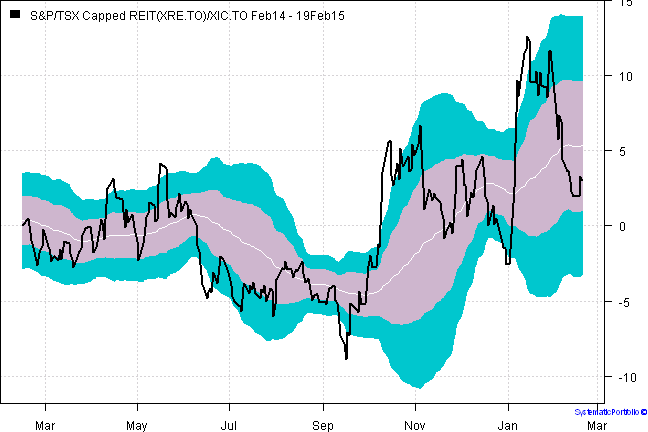 S&P/TSX Capped REIT(XRE.TO)/XIC.TO Feb14 - 19Feb15
15
10
5
0
-5
-10
Mar May Jul Sep Nov Jan Mar
SystematicPortfolio ©